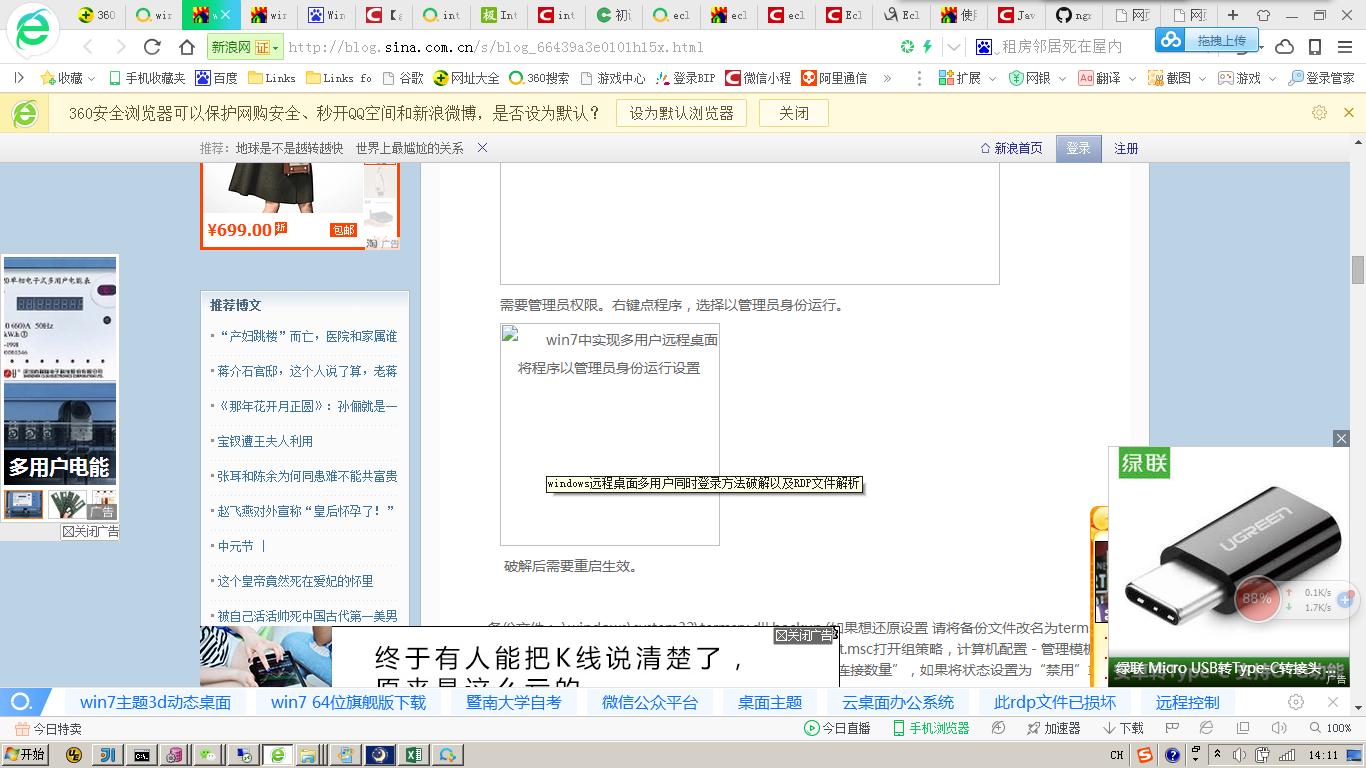 360
wir
w
wir
Win
【g
int
Int
int
初
ecl
ecl
ecl
Ecl
Ecl
使
Jav
ngr
网
网
新浪网 证
http://blog.sina.com.cn/s/blog_66439a3e0101h15x.html
租房邻居死在屋内
拖拽上传
收藏
手机收藏夹
百度
Links
Links fo
谷歌
网址大全
360搜索
游戏中心
登录BIP
微信小程
阿里通信
»
扩展
网银
翻译
截图
游戏
登录管家
360安全浏览器可以保护网购安全、秒开QQ空间和新浪微博，是否设为默认？
设为默认浏览器
关闭
推荐：
地球是不是越转越快
世界上最尴尬的关系
新浪首页
登录
注册
¥699.00
折
包邮
淘 广告
多用户电能
广告
关闭广告
推荐博文
“产妇跳楼”而亡，医院和家属谁
蒋介石官邸，这个人说了算，老蒋
《那年花开月正圆》：孙俪就是一
宝钗遭王夫人利用
张耳和陈余为何同患难不能共富贵
赵飞燕对外宣称“皇后怀孕了！”
中元节 |
这个皇帝竟然死在爱妃的怀里
被自己活活帅死中国古代第一美男
需要管理员权限。右键点程序，选择以管理员身份运行。
win7中实现多用户远程桌面
将程序以管理员身份运行设置
windows远程桌面多用户同时登录方法破解以及RDP文件解析
破解后需要重启生效。
如果想还原设置 请将备份文件改名为term
t.msc打开组策略，计算机配置 - 管理模板
连接数量”，如果将状态设置为“禁用”
关闭广告
终于有人能把K线说清楚了，
原来是这么示的
绿联
UGREEN
88%
0.1K/s
1.7K/s
绿联 Micro USB转Type-C转接头...
广告
win7主题3d动态桌面
win7 64位旗舰版下载
暨南大学自考
微信公众平台
桌面主题
云桌面办公系统
此rdp文件已损坏
远程控制
今日特卖
今日直播
手机浏览器
加速器
下载
100%
开始
CH
14:11